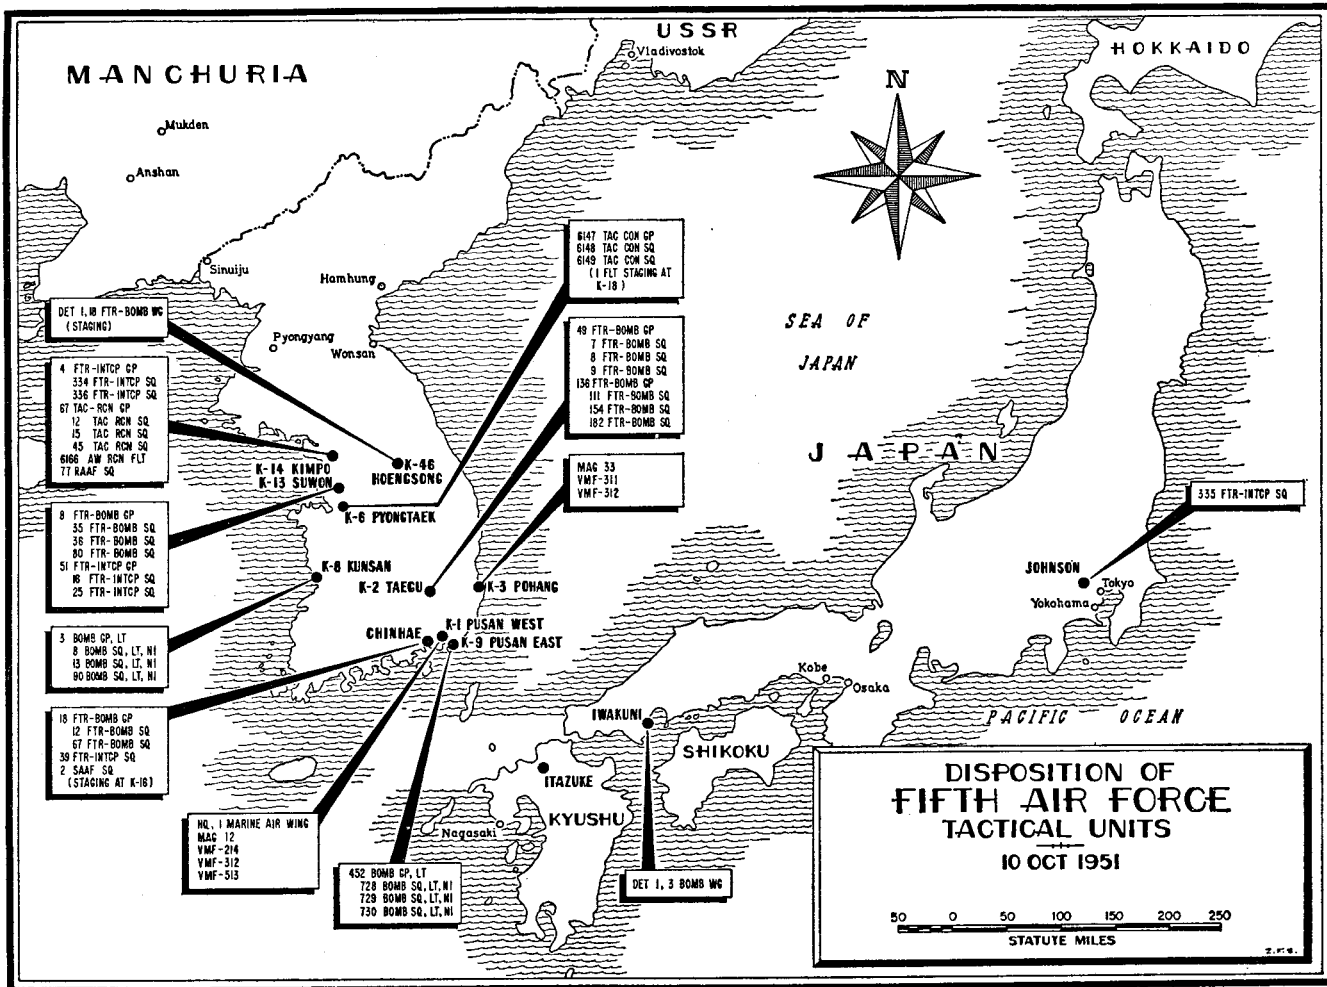 USSR
Vladivostok
HOKKAIDO
MANCHURIA
N
Mukden
Anshan
Sinuiju
Hamhung
Pyongyang
Wonsan
SEA OF
JAPAN
JAPAN
6147 TAC CON GP
6148 TAC CON SQ
6149 TAC CON SQ
(1 FLT STAGING AT
K-18)
DET 1, 18 FTR-BOMB WG
(STAGING)
49 FTR-BOMB GP
7 FTR-BOMB SQ
8 FTR-BOMB SQ
9 FTR-BOMB SQ
136 FTR-BOMB GP
111 FTR-BOMB SQ
154 FTR-BOMB SQ
182 FTR-BOMB SQ
4 FTR-INTCP GP
334 FTR-INTCP SQ
336 FTR-INTCP SQ
67 TAC-RCN GP
12 TAC RCN SQ
15 TAC RCN SQ
45 TAC RCN SQ
6166 AW RCN FLT
77 RAAF SQ
K-14 KIMPO
K-13 SUWON
K-46
HOENGSONG
K-6 PYONGTAEK
MAG 33
VMF-311
VMF-312
335 FTR-INTCP SQ
8 FTR-BOMB GP
35 FTR-BOMB SQ
36 FTR-BOMB SQ
80 FTR-BOMB SQ
51 FTR-INTCP GP
16 FTR-INTCP SQ
25 FTR-INTCP SQ
K-8 KUNSAN
K-2 TAEGU
K-3 POHANG
JOHNSON
Tokyo
Yokohama
3 BOMB GP, LT
8 BOMB SQ, LT, NI
13 BOMB SQ, LT, NI
90 BOMB SQ, LT, NI
CHINHAE
K-1 PUSAN WEST
K-9 PUSAN EAST
Kobe
Osaka
18 FTR-BOMB GP
12 FTR-BOMB SQ
67 FTR-BOMB SQ
39 FTR-INTCP SQ
2 SAAF SQ
(STAGING AT K-16)
IWAKUNI
PACIFIC OCEAN
SHIKOKU
ITAZUKE
KYUSHU
Nagasaki
HQ, 1 MARINE AIR WING
MAG 12
VMF-214
VMF-312
VMF-513
452 BOMB GP, LT
728 BOMB SQ, LT, NI
729 BOMB SQ, LT, NI
730 BOMB SQ, LT, NI
DET 1, 3 BOMB WG
DISPOSITION OF
FIFTH AIR FORCE
TACTICAL UNITS
10 OCT 1951
50 0 50 100 150 200 250
STATUTE MILES